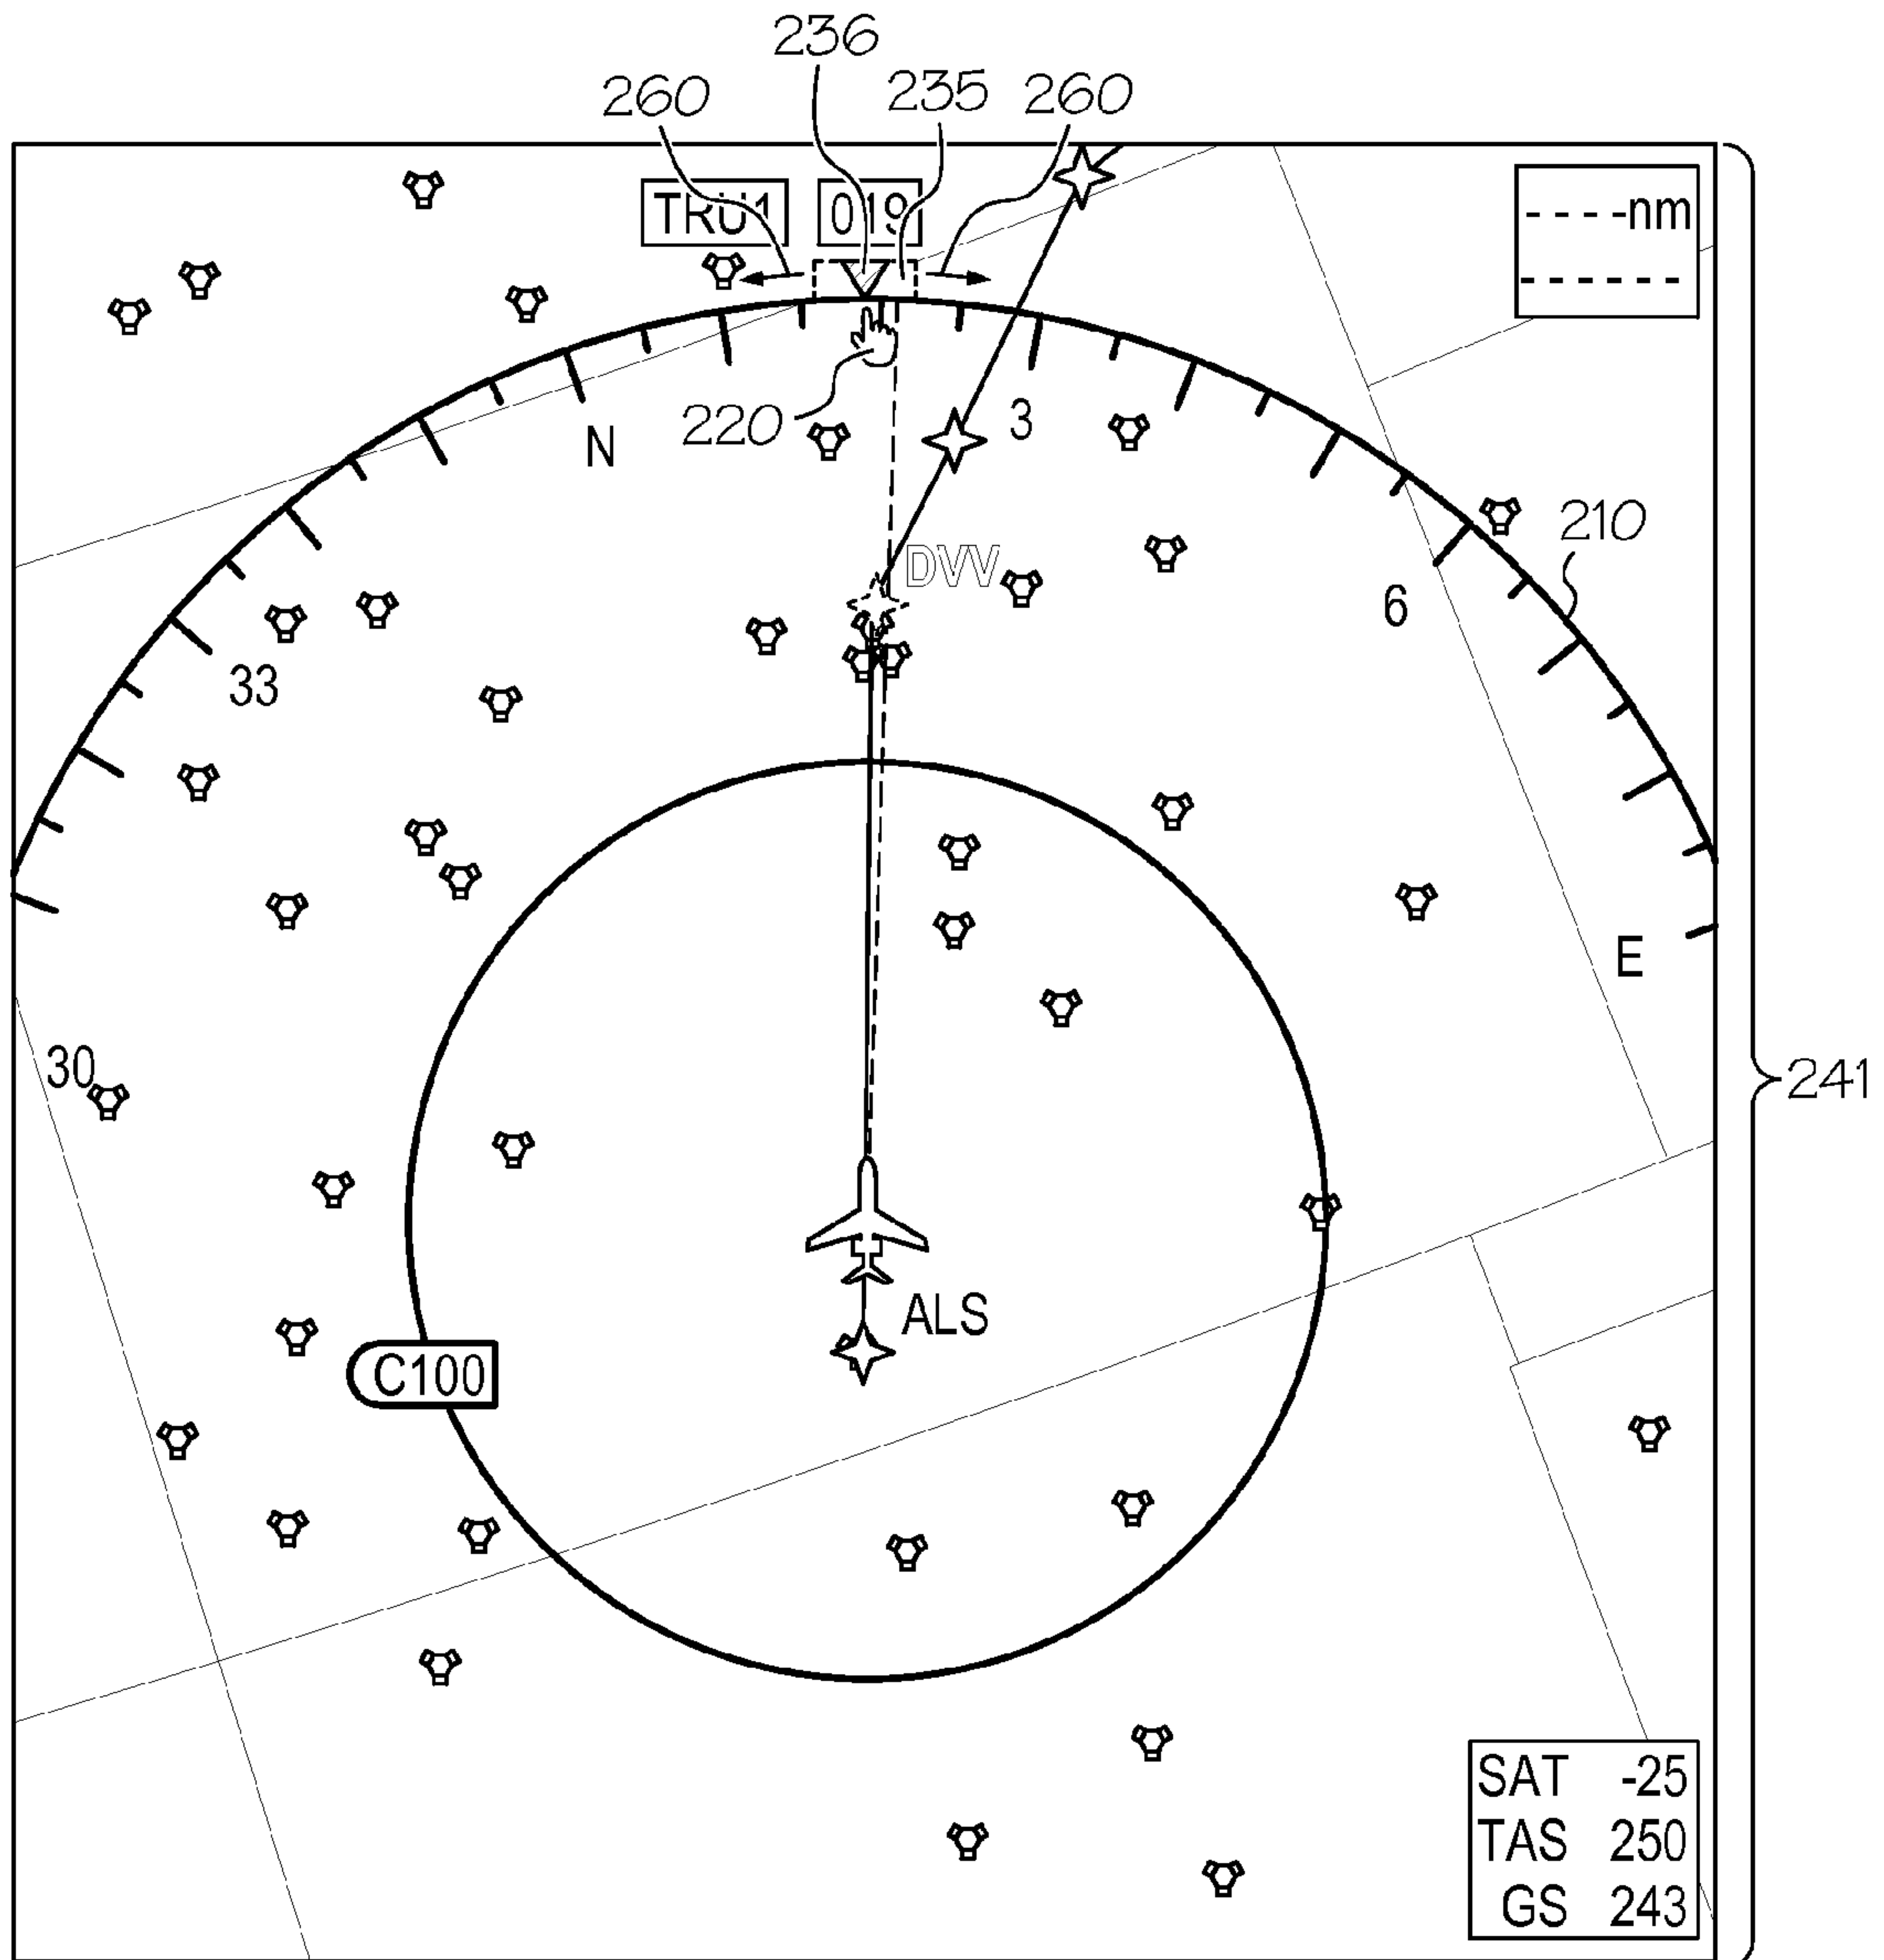 236
260
235
260
TRU1
019
----nm
------
220
N
3
210
DVV
6
33
E
30
241
ALS
C100
SAT -25
TAS 250
GS 243